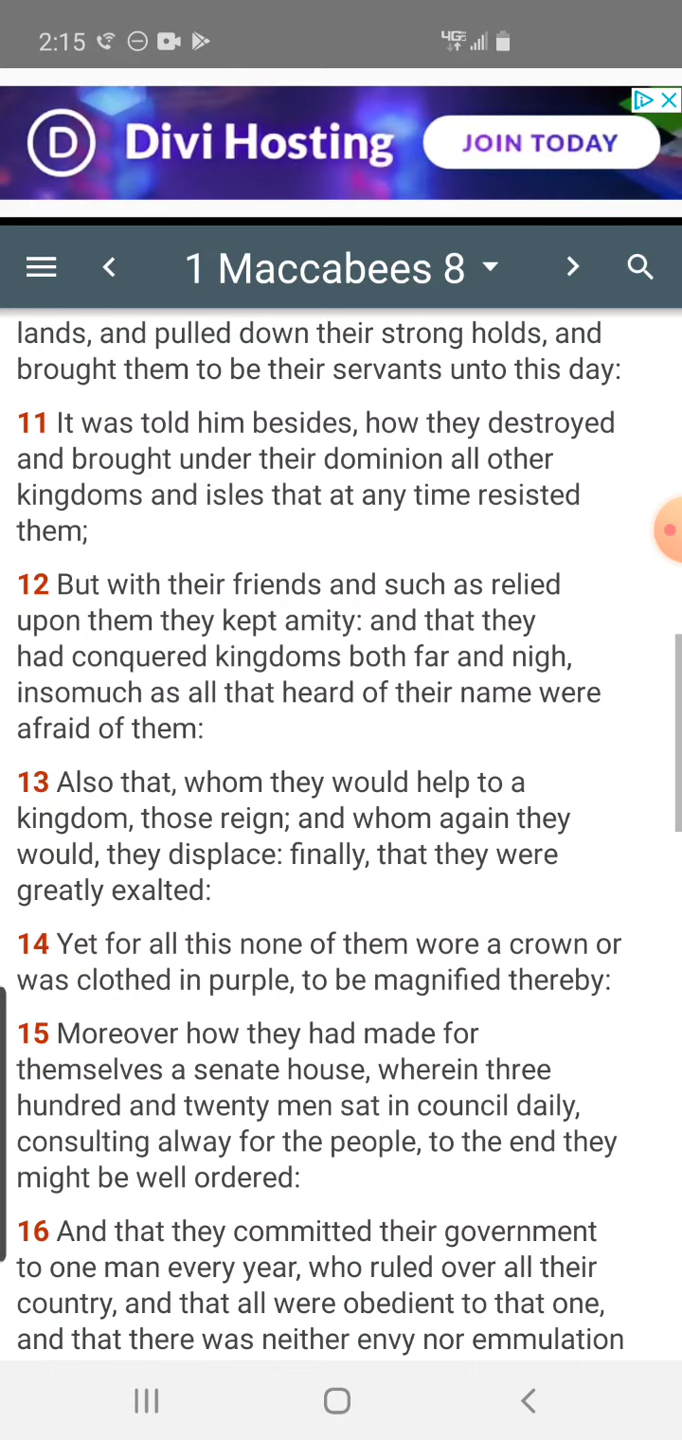 2:15
4GE
D Divi Hosting JOIN TODAY
1 Maccabees 8
lands, and pulled down their strong holds, and
brought them to be their servants unto this day:
11 It was told him besides, how they destroyed
and brought under their dominion all other
kingdoms and isles that at any time resisted
them;
12 But with their friends and such as relied
upon them they kept amity: and that they
had conquered kingdoms both far and nigh,
insomuch as all that heard of their name were
afraid of them:
13 Also that, whom they would help to a
kingdom, those reign; and whom again they
would, they displace: finally, that they were
greatly exalted:
14 Yet for all this none of them wore a crown or
was clothed in purple, to be magnified thereby:
15 Moreover how they had made for
themselves a senate house, wherein three
hundred and twenty men sat in council daily,
consulting alway for the people, to the end they
might be well ordered:
16 And that they committed their government
to one man every year, who ruled over all their
country, and that all were obedient to that one,
and that there was neither envy nor emmulation